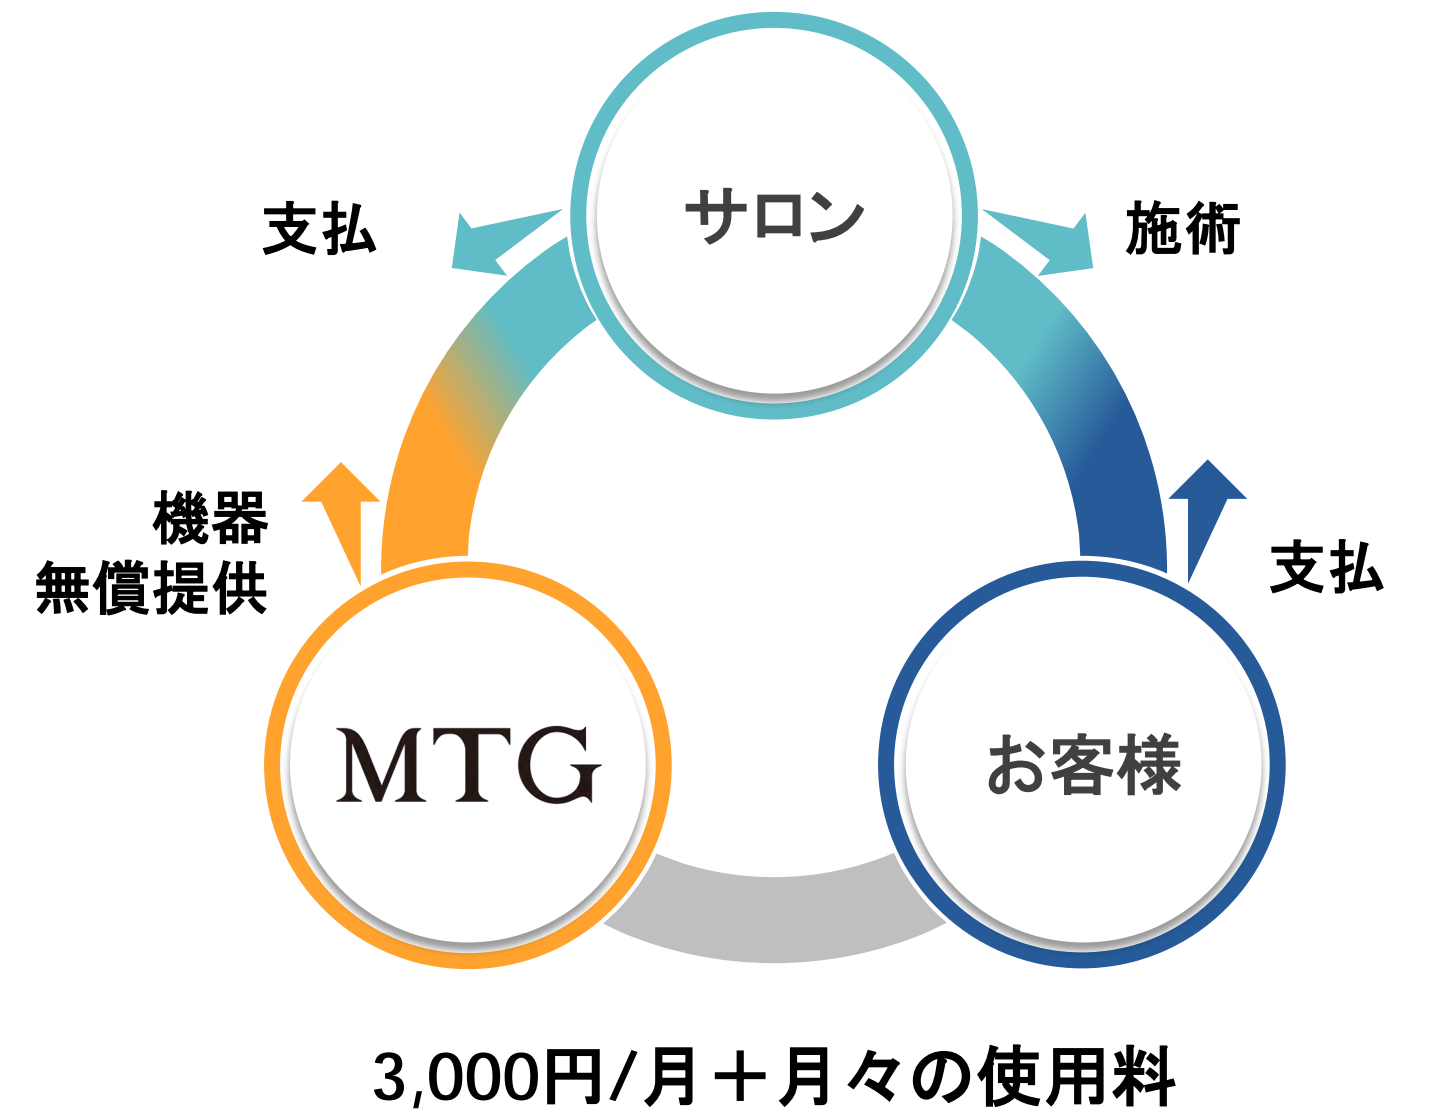 サロン
支払
施術
機器
無償提供
支払
MTG
お客様
3,000円/月＋月々の使用料